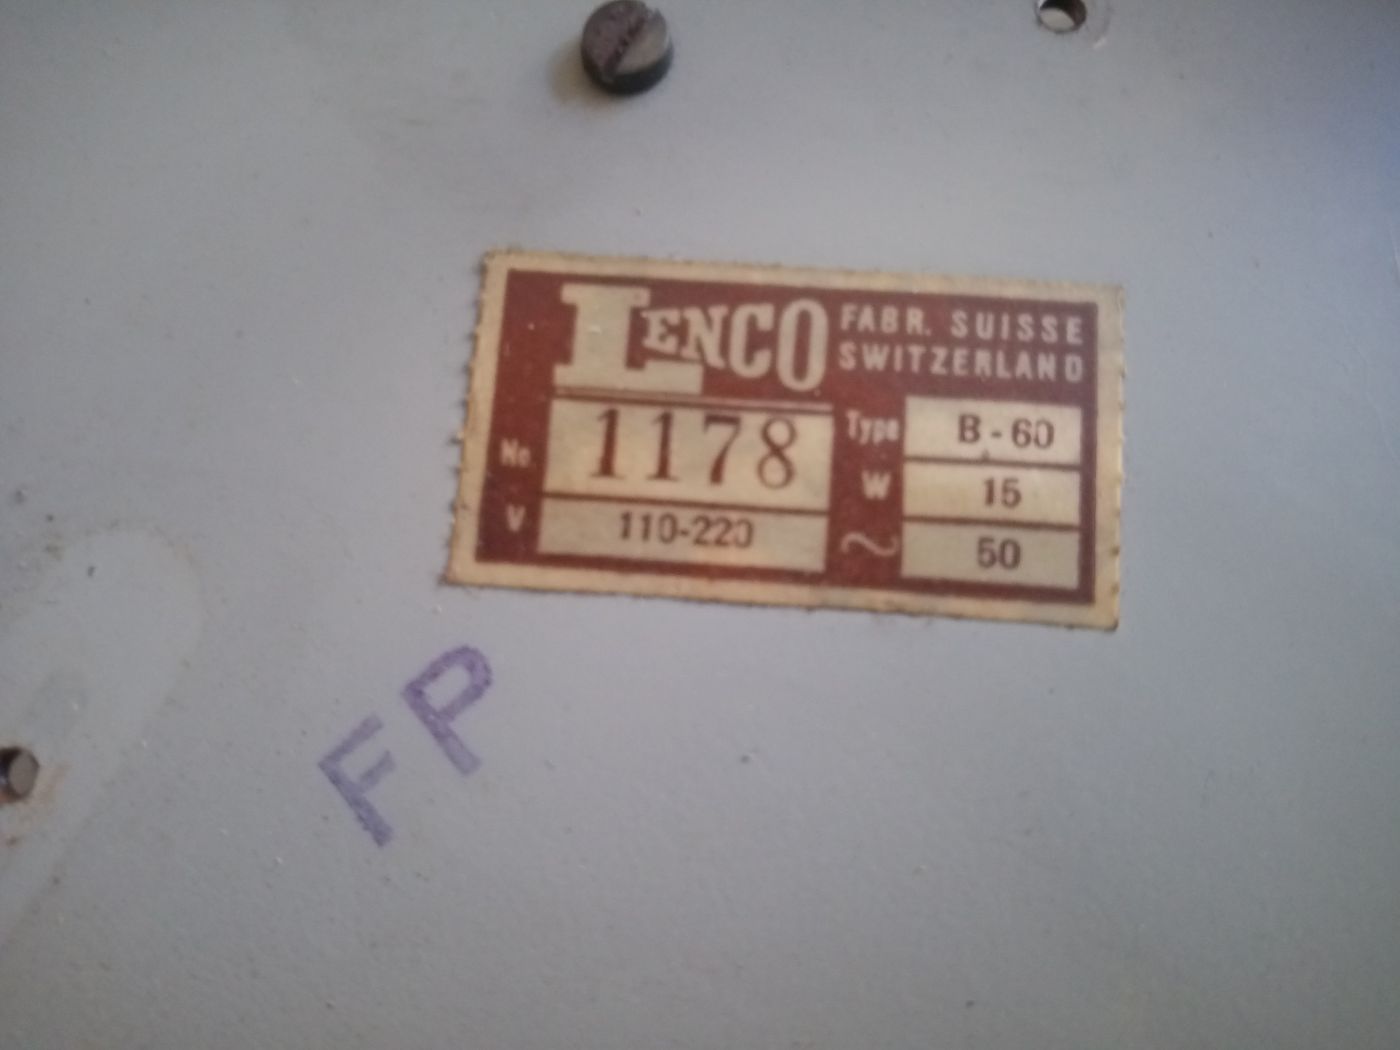 LENCO FABR. SUISSE
SWITZERLAND
No. 1178 Type B - 60
W 15
V 110-220 ~ 50
FP